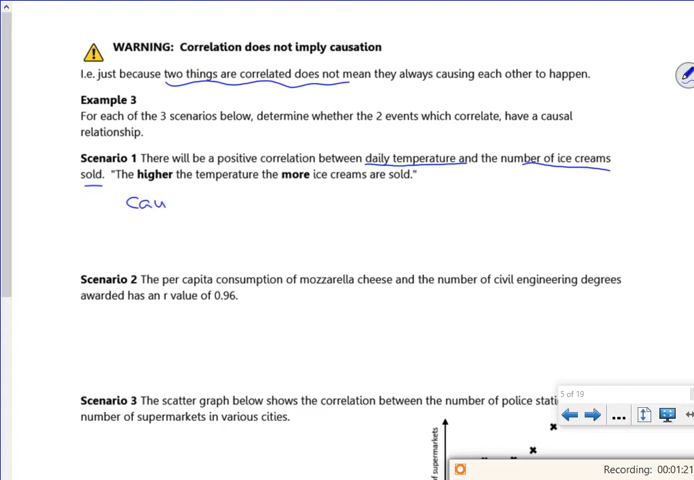 WARNING: Correlation does not imply causation
I.e. just because two things are correlated does not mean they always causing each other to happen.
Example 3
For each of the 3 scenarios below, determine whether the 2 events which correlate, have a causal
relationship.
Scenario 1 There will be a positive correlation between daily temperature and the number of ice creams
sold. "The higher the temperature the more ice creams are sold."
cau
Scenario 2 The per capita consumption of mozzarella cheese and the number of civil engineering degrees
awarded has an r value of 0.96.
Scenario 3 The scatter graph below shows the correlation between the number of police stati
number of supermarkets in various cities.
5 of 19
...
of supermarkets
Recording: 00:01:21